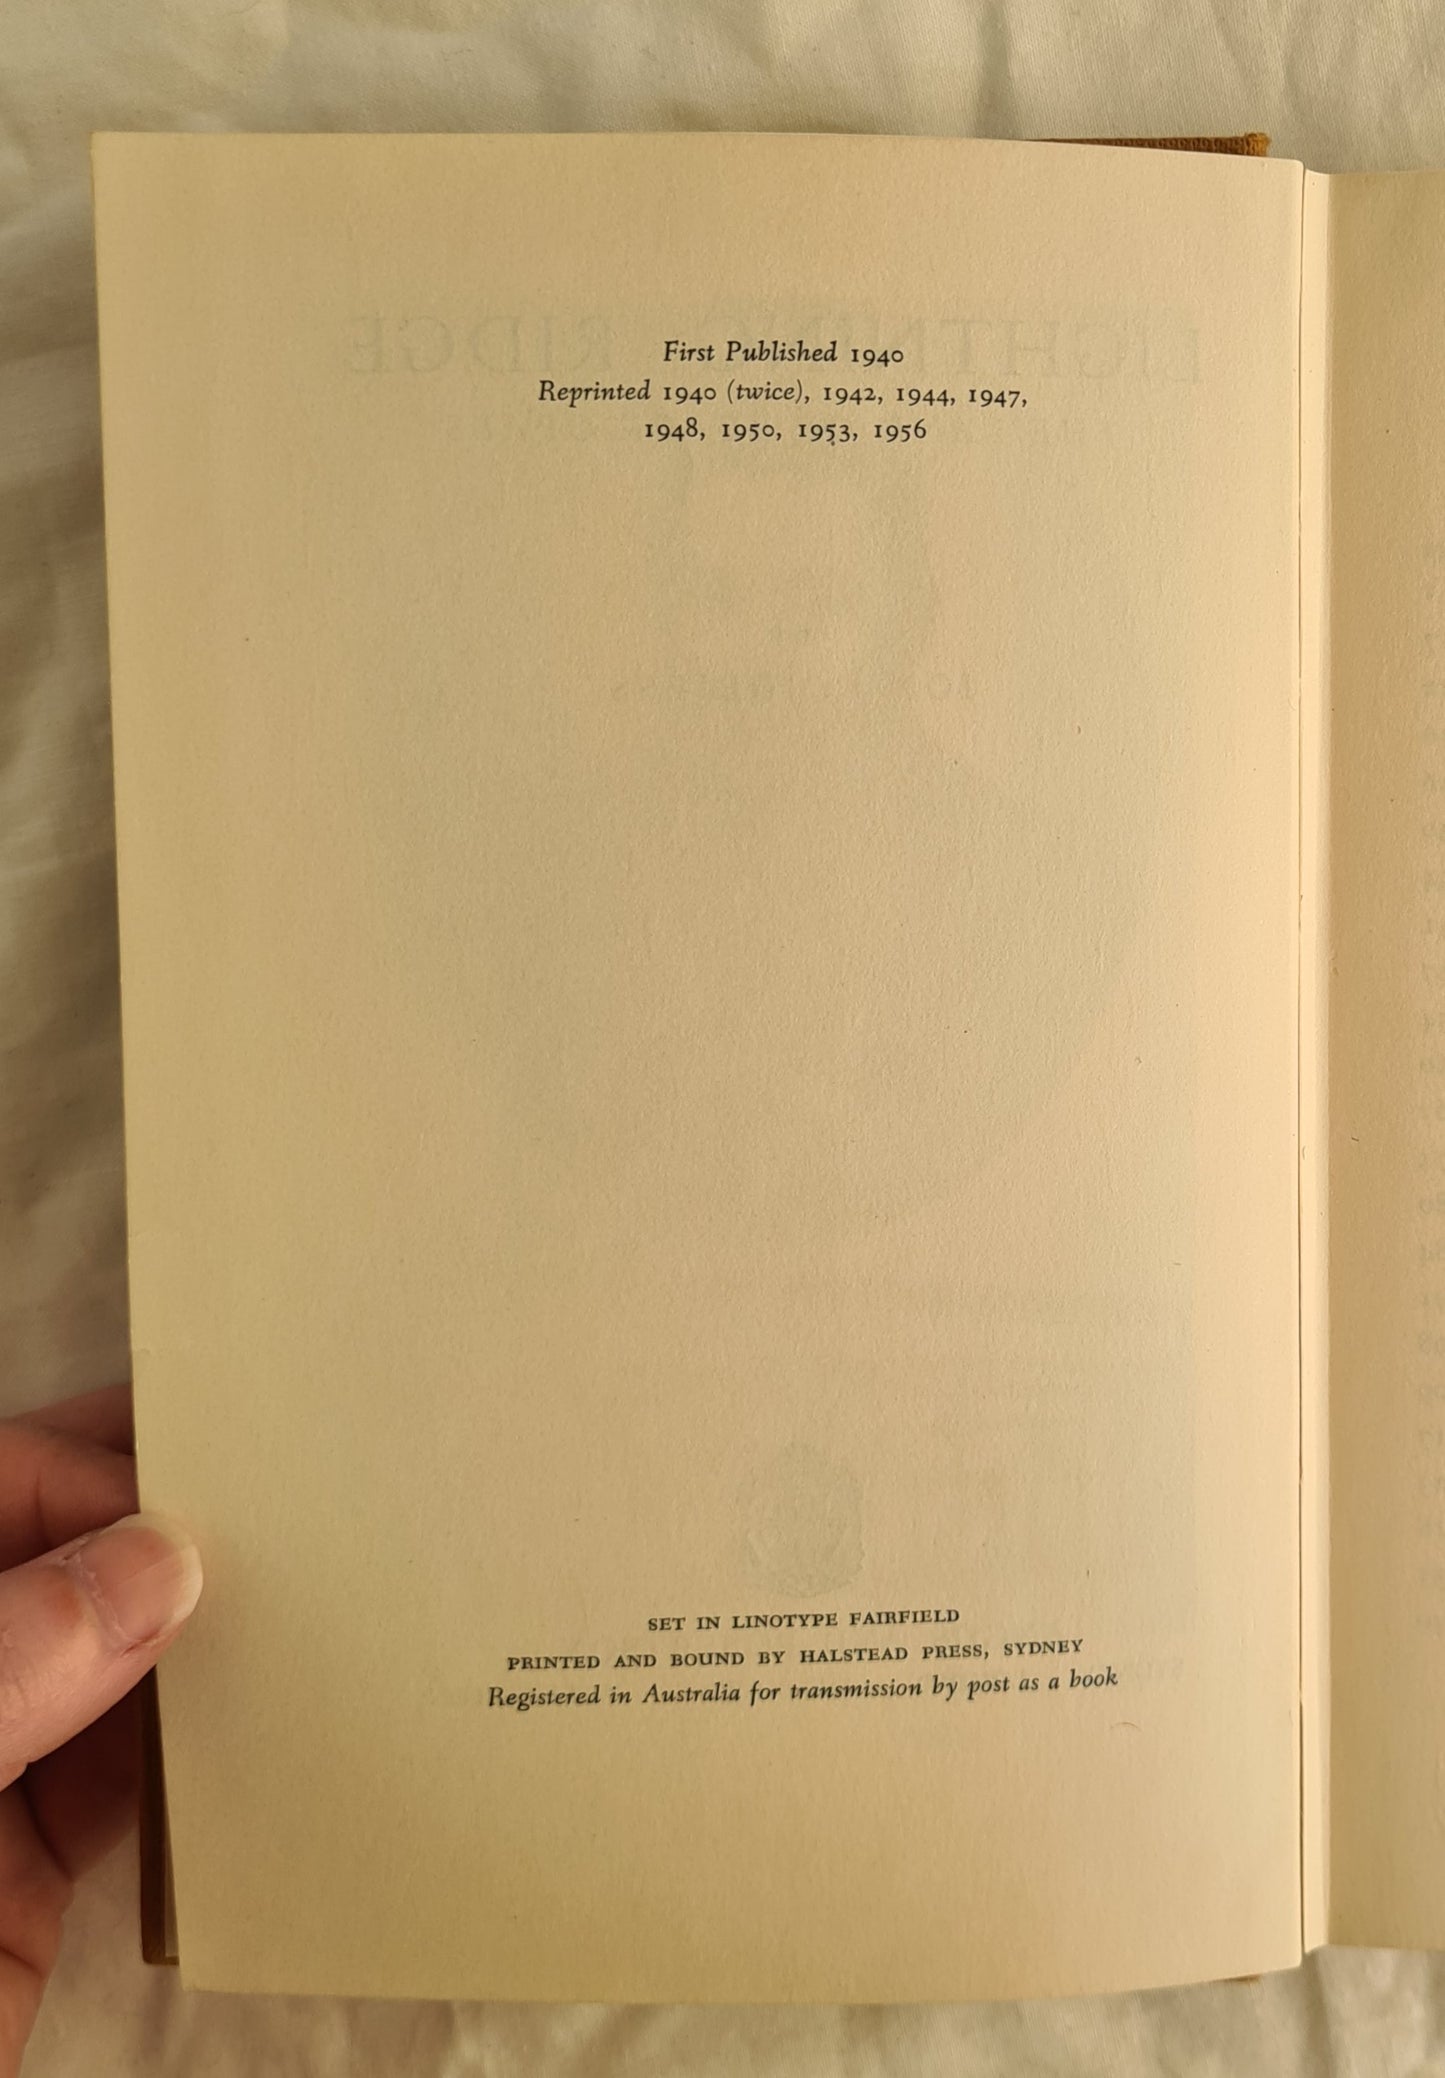 First Published 1940
Reprinted 1940 (twice), 1942, 1944, 1947,
1948, 1950, 1953, 1956
SET IN LINOTYPE FAIRFIELD
PRINTED AND BOUND BY HALSTEAD PRESS, SYDNEY
Registered in Australia for transmission by post as a book